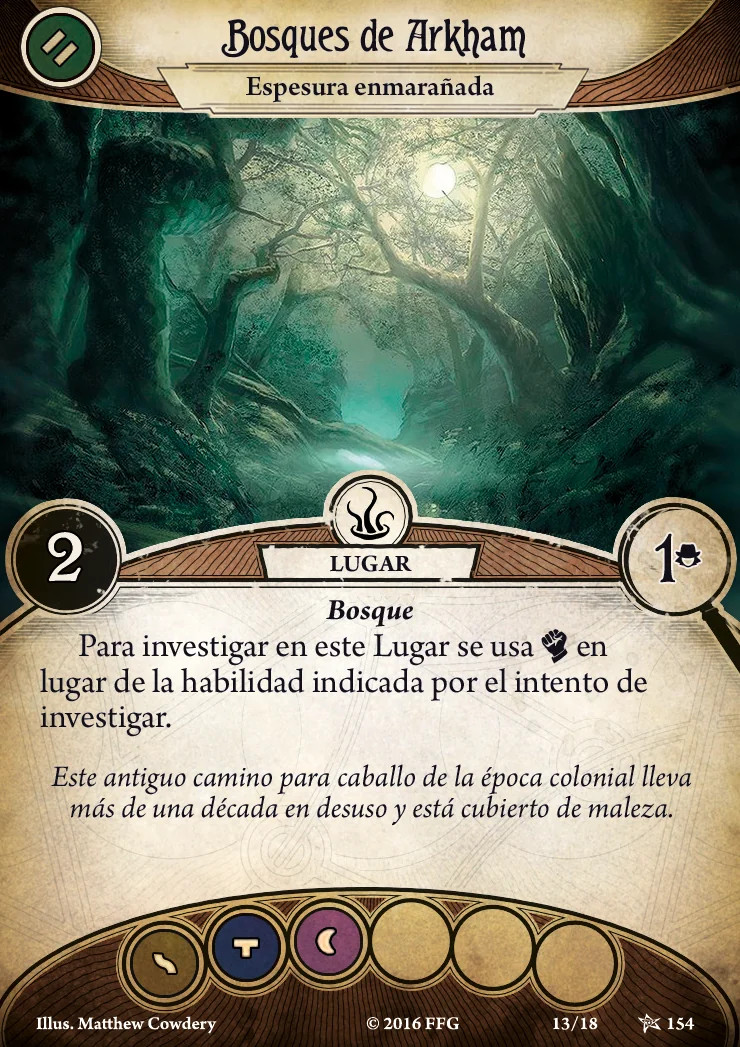 Bosques de Arkham
Espesura enmarañada
2
1
LUGAR
Bosque
Para investigar en este Lugar se usa en
lugar de la habilidad indicada por el intento de
investigar.
Este antiguo camino para caballo de la época colonial lleva
más de una década en desuso y está cubierto de maleza.
Illus. Matthew Cowdery
© 2016 FFG
13/18
154